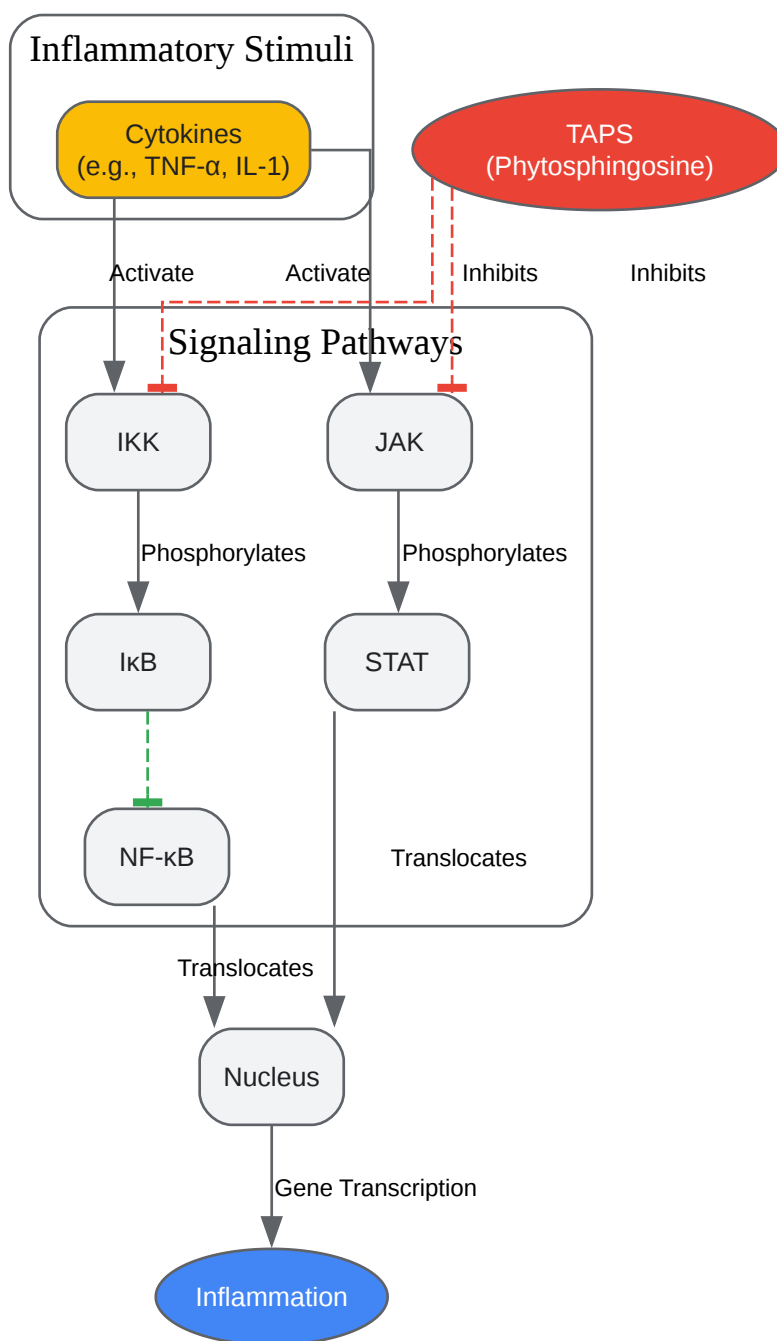 Inflammatory Stimuli
Cytokines
(e.g., TNF-α, IL-1)
TAPS
(Phytosphingosine)
Activate
Activate
Inhibits
Inhibits
Signaling Pathways
IKK
JAK
Phosphorylates
Phosphorylates
IκB
STAT
NF-κB
Translocates
Translocates
Nucleus
Gene Transcription
Inflammation